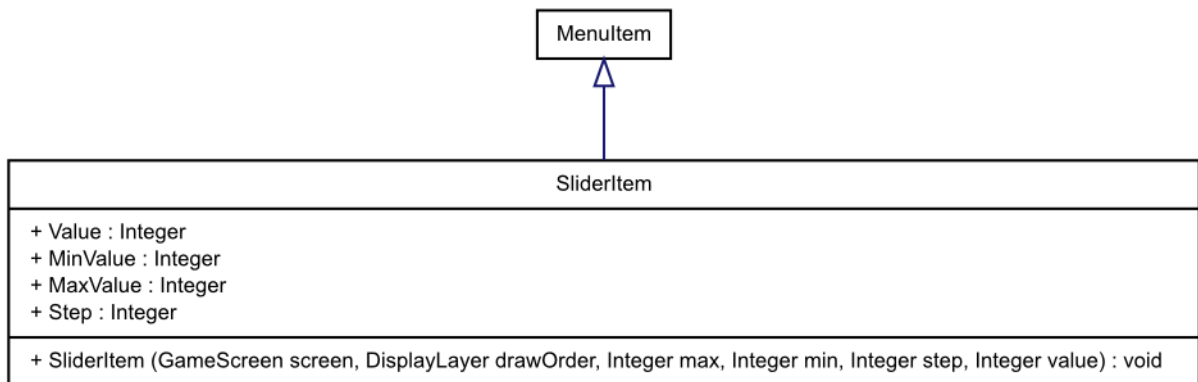 MenuItem
SliderItem
+ Value : Integer
+ MinValue : Integer
+ MaxValue : Integer
+ Step : Integer
+ SliderItem (GameScreen screen, DisplayLayer drawOrder, Integer max, Integer min, Integer step, Integer value) : void